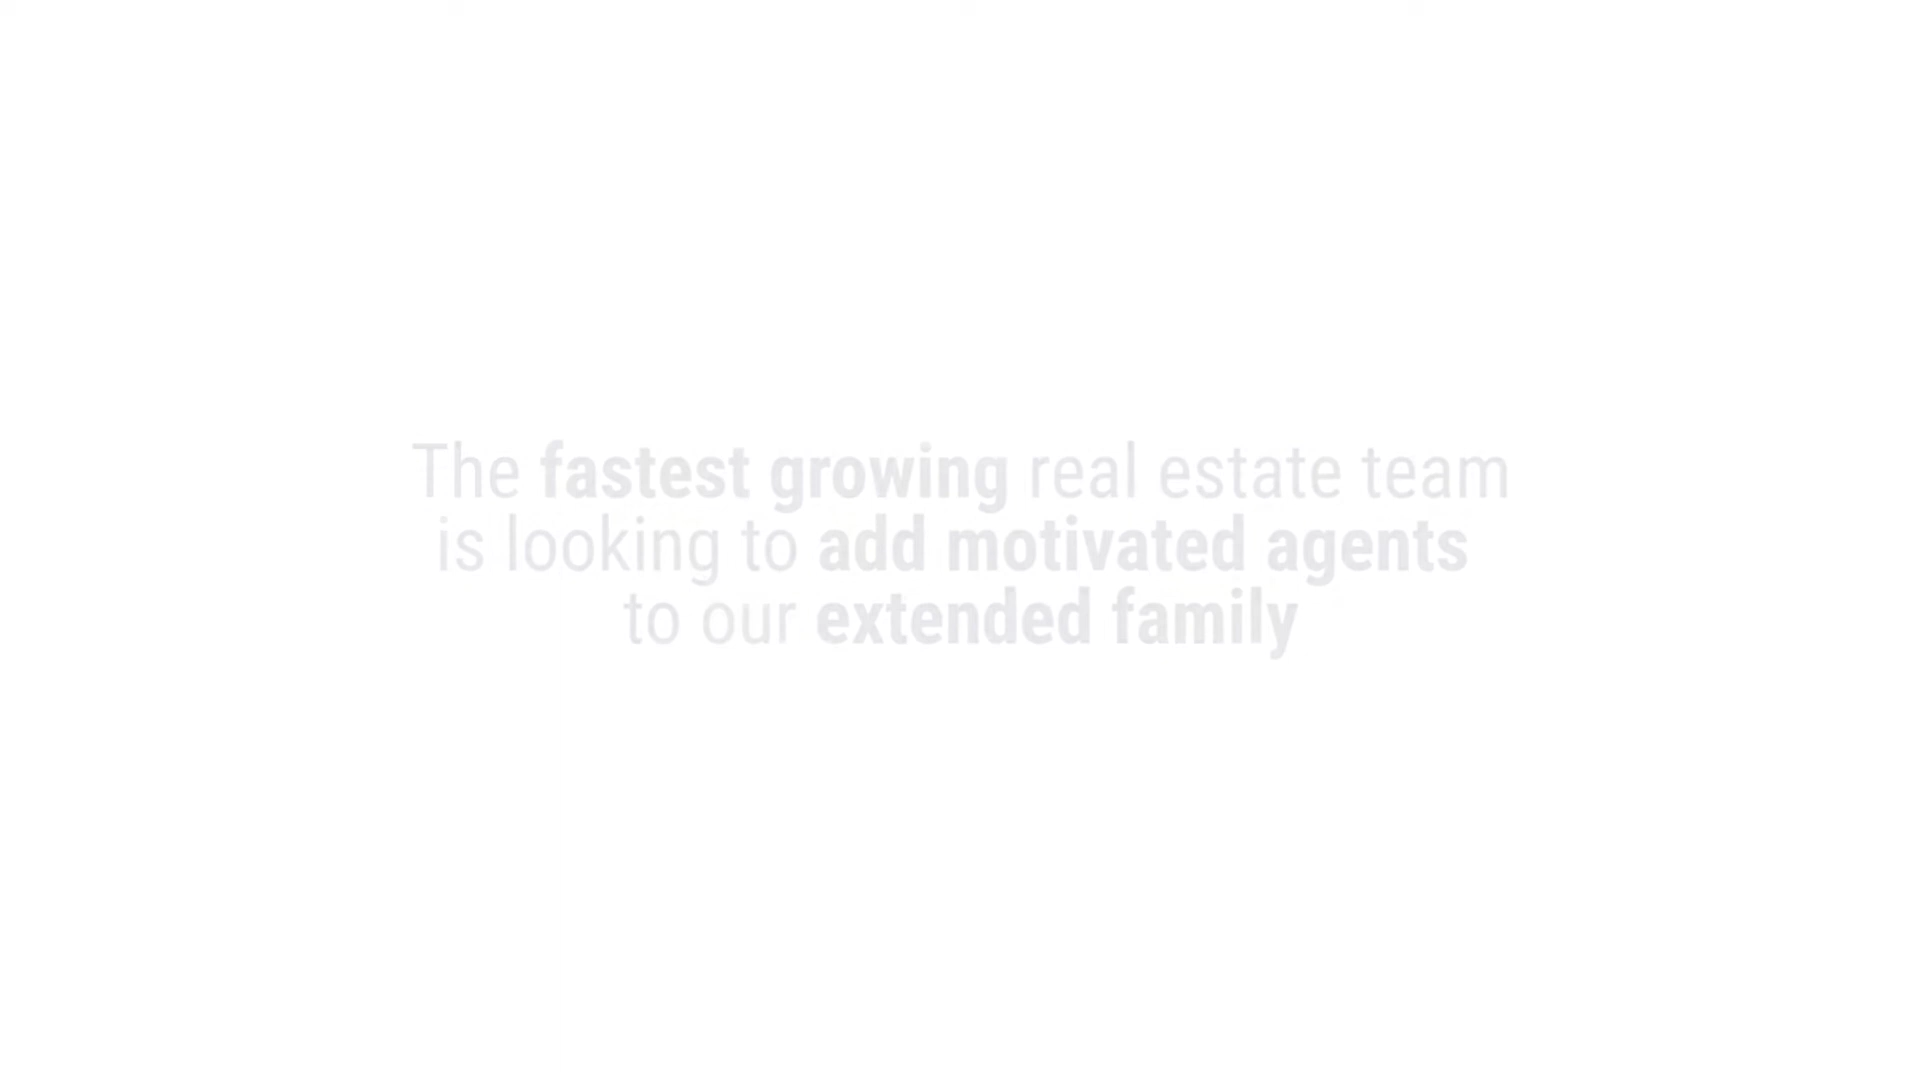 The fastest growing real estate team
is looking to add motivated agents
to our extended family